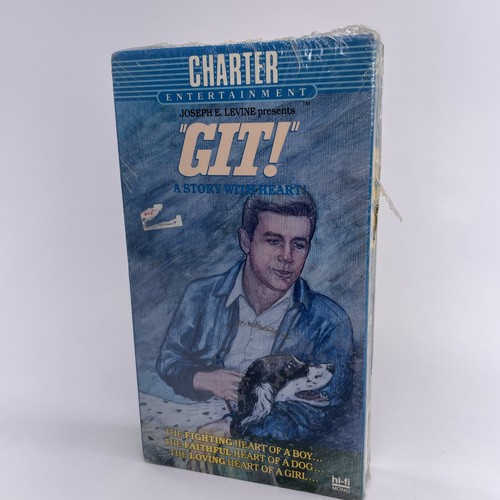 CHARTER
ENTERTAINMENT™
JOSEPH E. LEVINE presents
"GIT!"
A STORY WITH HEART!
THE FIGHTING HEART OF A BOY...
THE FAITHFUL HEART OF A DOG...
THE LOVING HEART OF A GIRL...
hi-fi
MONO